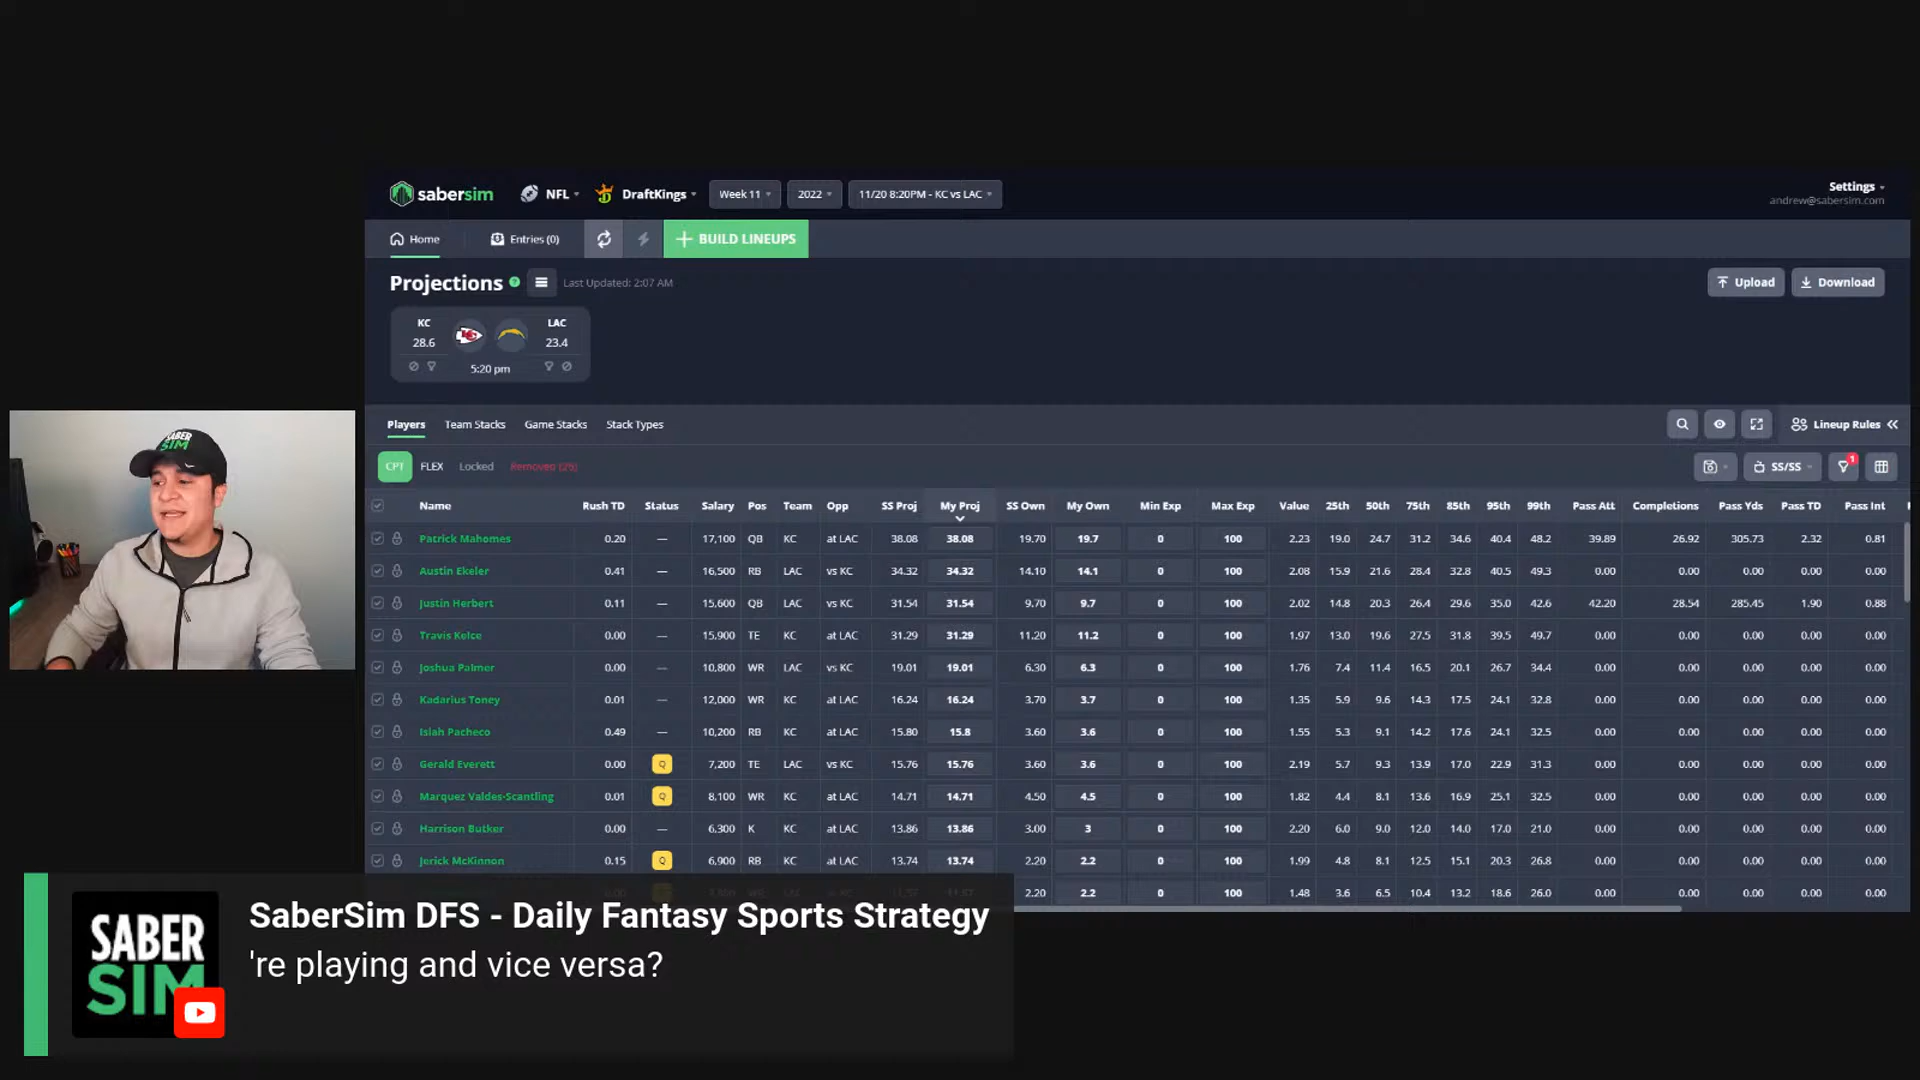 sabersim NFL DraftKings Week 11 2022 11/20 8:20PM - KC vs LAC Settings
andrew@sabersim.com
Home Entries (0) BUILD LINEUPS
Projections Last Updated: 2:07 AM Upload Download
KC LAC
28.6 23.4
5:20 pm
Players Team Stacks Game Stacks Stack Types Lineup Rules
CPT FLEX Locked Removed (26) SS/SS 1
Name Rush TD Status Salary Pos Team Opp SS Proj My Proj SS Own My Own Min Exp Max Exp Value 25th 50th 75th 85th 95th 99th Pass Att Completions Pass Yds Pass TD Pass Int
Patrick Mahomes 0.20 — 17,100 QB KC at LAC 38.08 38.08 19.70 19.7 0 100 2.23 19.0 24.7 31.2 34.6 40.4 48.2 39.89 26.92 305.73 2.32 0.81
Austin Ekeler 0.41 — 16,500 RB LAC vs KC 34.32 34.32 14.10 14.1 0 100 2.08 15.9 21.6 28.4 32.8 40.5 49.3 0.00 0.00 0.00 0.00 0.00
Justin Herbert 0.11 — 15,600 QB LAC vs KC 31.54 31.54 9.70 9.7 0 100 2.02 14.8 20.3 26.4 29.6 35.0 42.6 42.20 28.54 285.45 1.90 0.88
Travis Kelce 0.00 — 15,900 TE KC at LAC 31.29 31.29 11.20 11.2 0 100 1.97 13.0 19.6 27.5 31.8 39.5 49.7 0.00 0.00 0.00 0.00 0.00
Joshua Palmer 0.00 — 10,800 WR LAC vs KC 19.01 19.01 6.30 6.3 0 100 1.76 7.4 11.4 16.5 20.1 26.7 34.4 0.00 0.00 0.00 0.00 0.00
Kadarius Toney 0.01 — 12,000 WR KC at LAC 16.24 16.24 3.70 3.7 0 100 1.35 5.9 9.6 14.3 17.5 24.1 32.8 0.00 0.00 0.00 0.00 0.00
Isiah Pacheco 0.49 — 10,200 RB KC at LAC 15.80 15.8 3.60 3.6 0 100 1.55 5.3 9.1 14.2 17.6 24.1 32.5 0.00 0.00 0.00 0.00 0.00
Gerald Everett 0.00 Q 7,200 TE LAC vs KC 15.76 15.76 3.60 3.6 0 100 2.19 5.7 9.3 13.9 17.0 22.9 31.3 0.00 0.00 0.00 0.00 0.00
Marquez Valdes-Scantling 0.01 Q 8,100 WR KC at LAC 14.71 14.71 4.50 4.5 0 100 1.82 4.4 8.1 13.6 16.9 25.1 32.5 0.00 0.00 0.00 0.00 0.00
Harrison Butker 0.00 — 6,300 K KC at LAC 13.86 13.86 3.00 3 0 100 2.20 6.0 9.0 12.0 14.0 17.0 21.0 0.00 0.00 0.00 0.00 0.00
Jerick McKinnon 0.15 Q 6,900 RB KC at LAC 13.74 13.74 2.20 2.2 0 100 1.99 4.8 8.1 12.5 15.1 20.3 26.8 0.00 0.00 0.00 0.00 0.00
2.20 2.2 0 100 1.48 3.6 6.5 10.4 13.2 18.6 26.0 0.00 0.00 0.00 0.00 0.00
SABER
SIM
SaberSim DFS - Daily Fantasy Sports Strategy
're playing and vice versa?
SABER
SIM